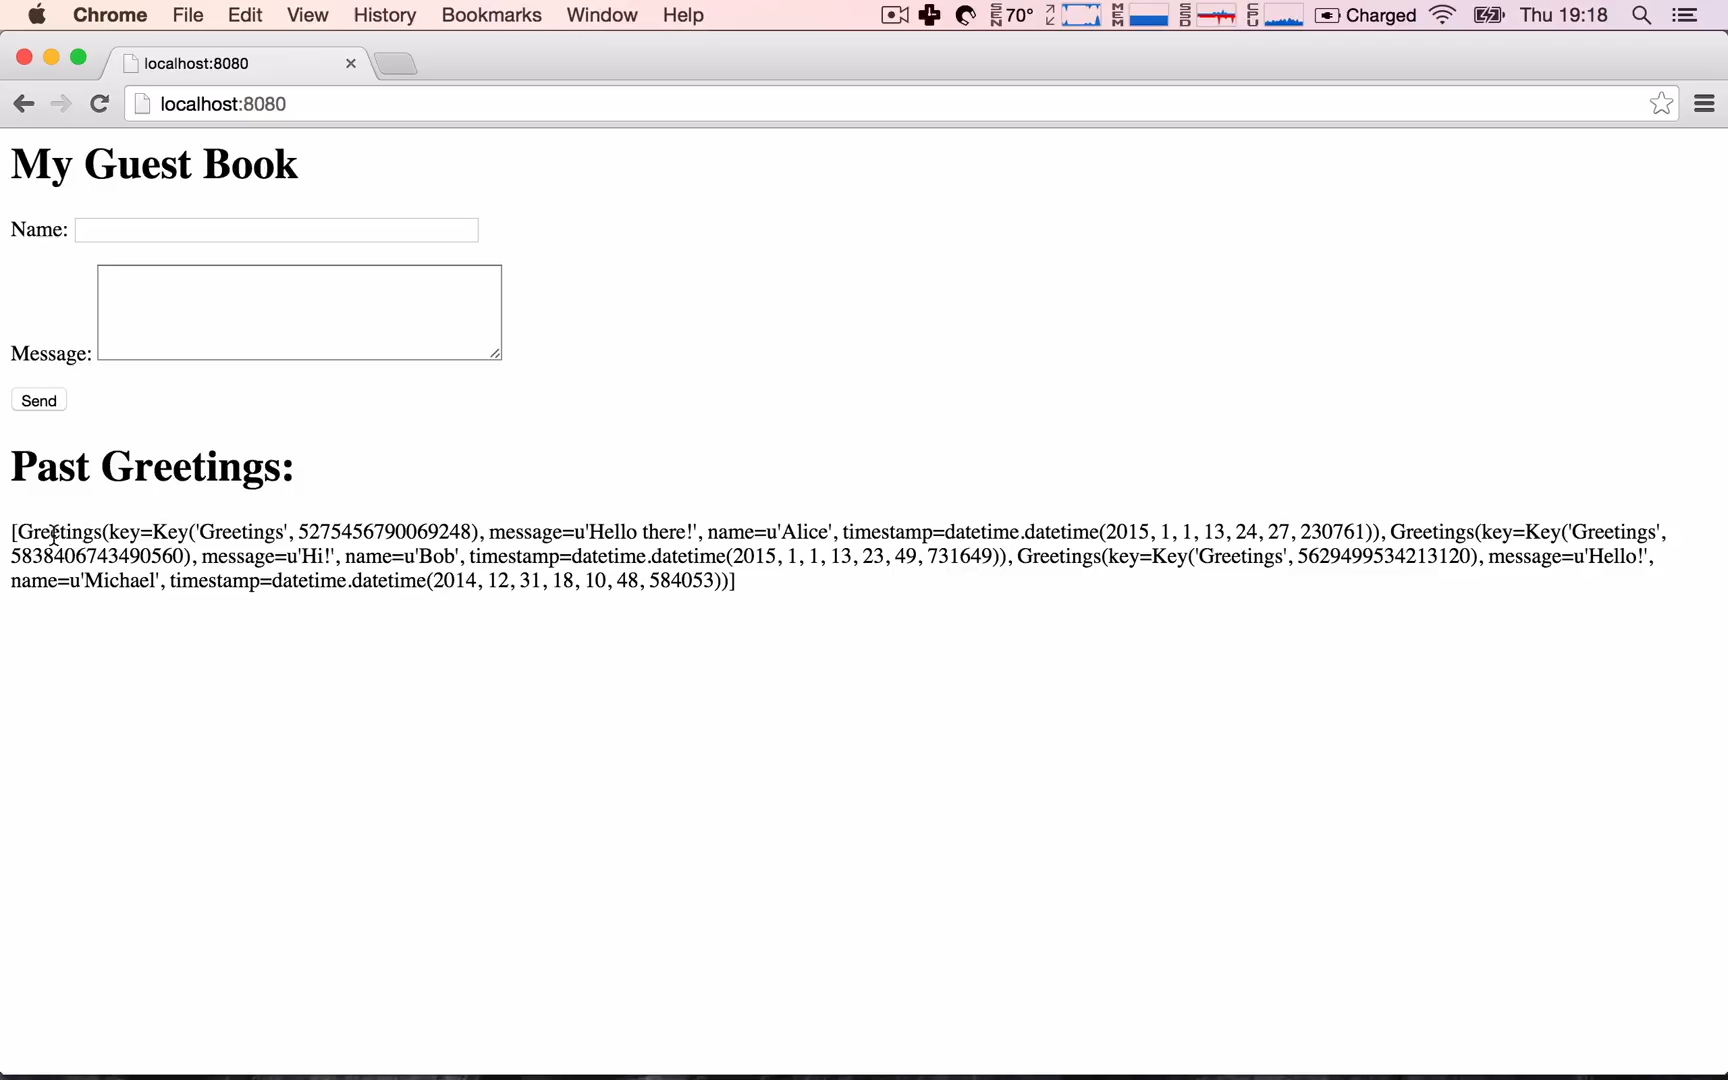 Chrome File Edit View History Bookmarks Window Help SEN 70° MEM SSD CPU Charged Thu 19:18
localhost:8080
localhost:8080
My Guest Book
Name:
Message:
Send
Past Greetings:
[Greetings(key=Key('Greetings', 5275456790069248), message=u'Hello there!', name=u'Alice', timestamp=datetime.datetime(2015, 1, 1, 13, 24, 27, 230761)), Greetings(key=Key('Greetings',
5838406743490560), message=u'Hi!', name=u'Bob', timestamp=datetime.datetime(2015, 1, 1, 13, 23, 49, 731649)), Greetings(key=Key('Greetings', 5629499534213120), message=u'Hello!',
name=u'Michael', timestamp=datetime.datetime(2014, 12, 31, 18, 10, 48, 584053))]